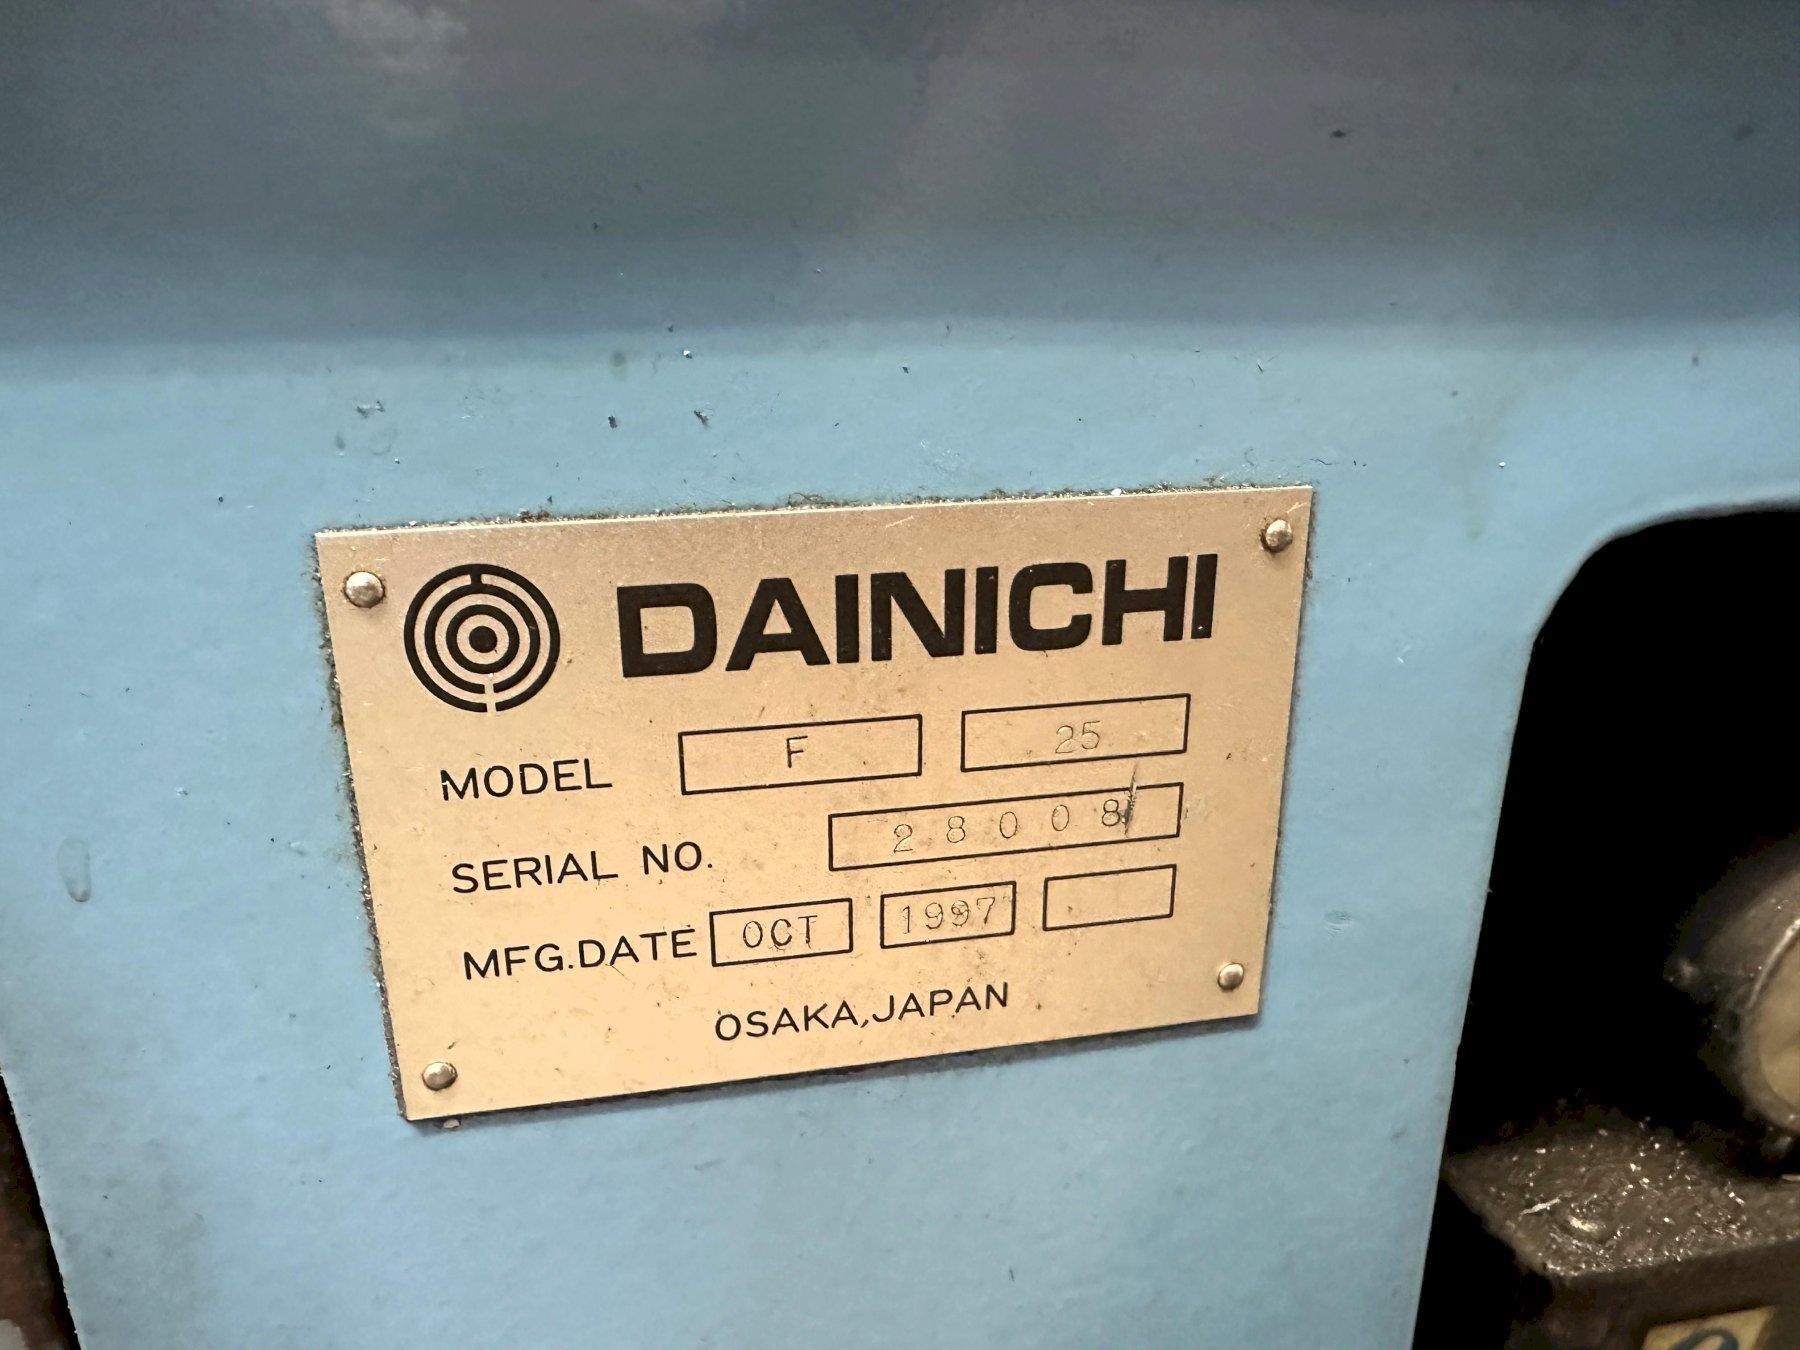 DAINICHI
MODEL F 25
SERIAL NO. 28008
MFG.DATE OCT 1997
OSAKA,JAPAN